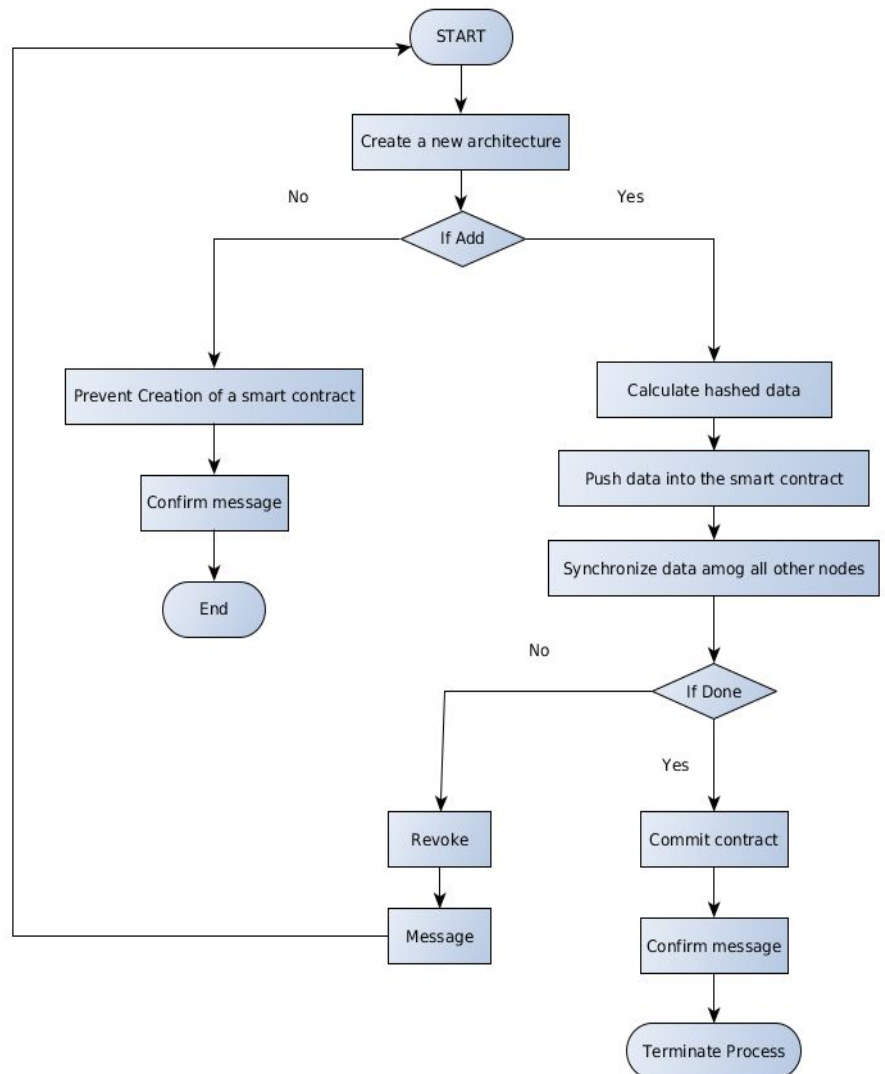 START
Create a new architecture
No
Yes
If Add
Prevent Creation of a smart contract
Calculate hashed data
Push data into the smart contract
Confirm message
Synchronize data amog all other nodes
End
No
If Done
Yes
Revoke
Commit contract
Message
Confirm message
Terminate Process